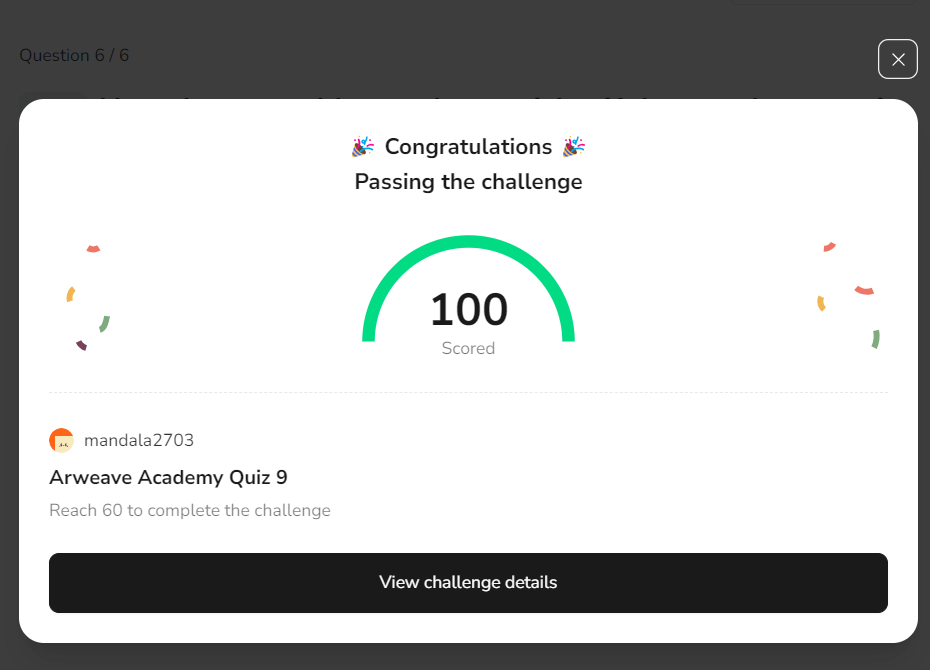 Question 6 / 6
🎉 Congratulations 🎉
Passing the challenge
100
Scored
mandala2703
Arweave Academy Quiz 9
Reach 60 to complete the challenge
View challenge details